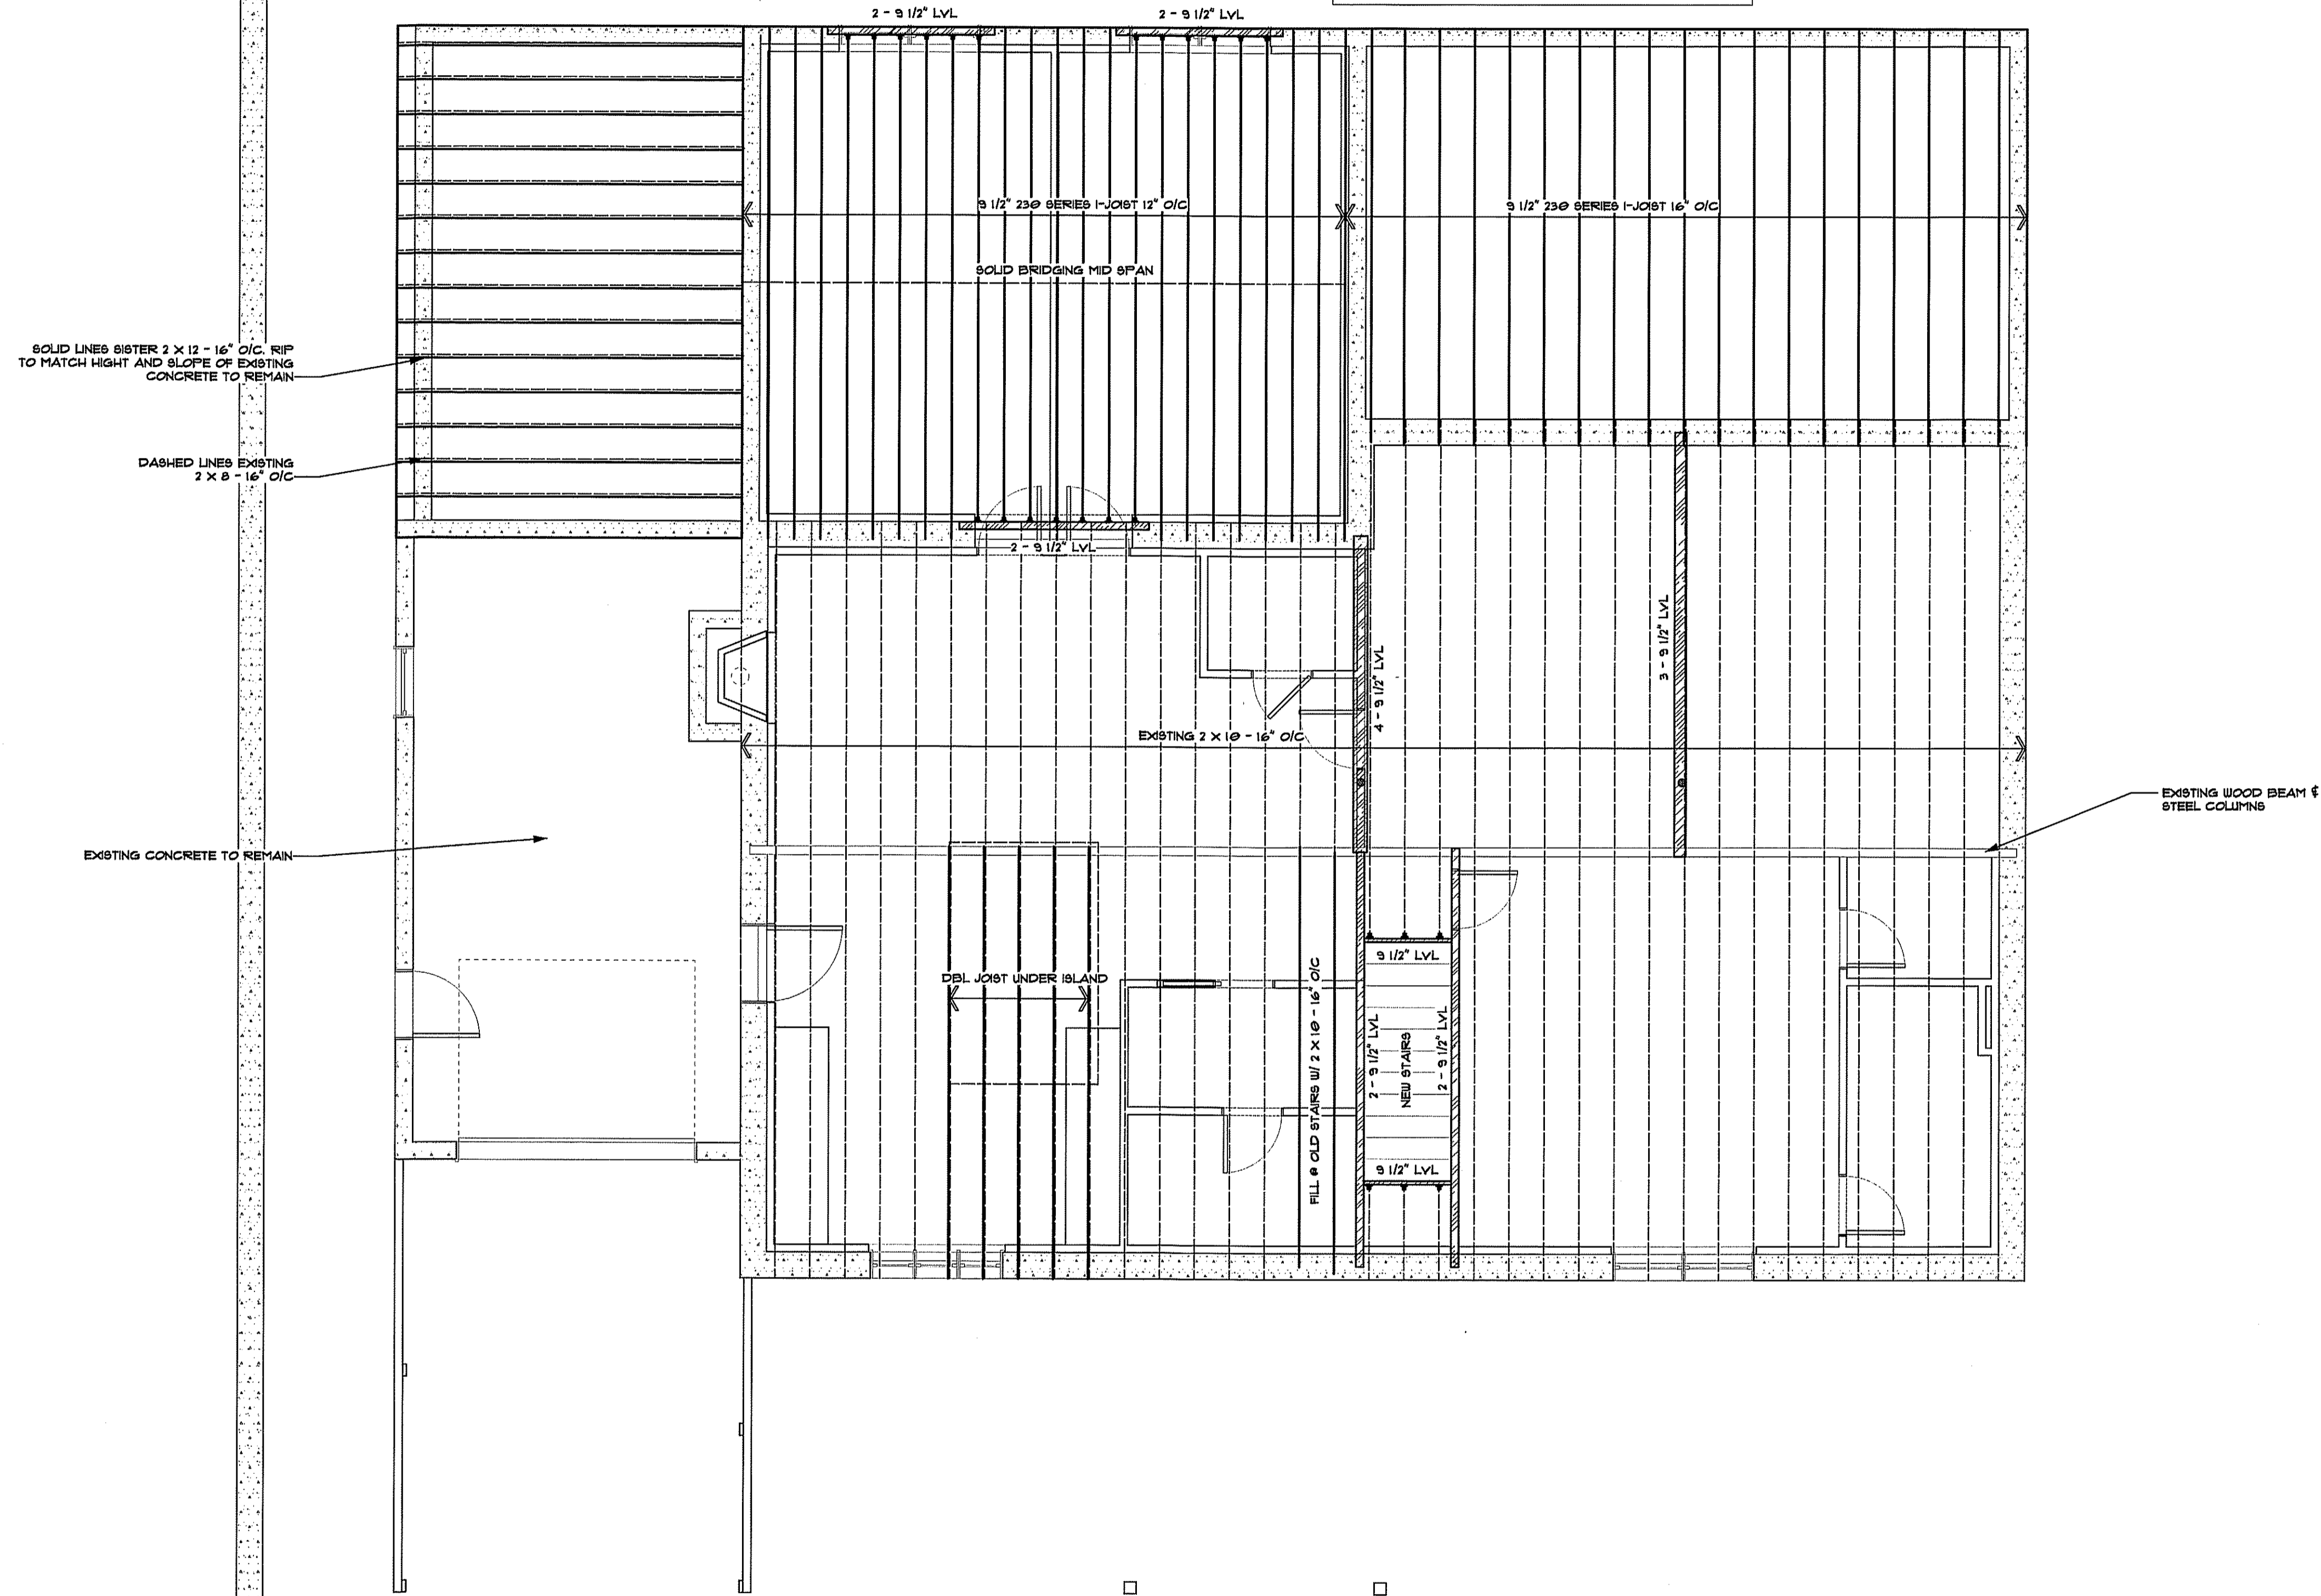 2 - 9 1/2" LVL
2 - 9 1/2" LVL
9 1/2" 230 SERIES I-JOIST 12" O/C
9 1/2" 230 SERIES I-JOIST 16" O/C
SOLID BRIDGING MID SPAN
SOLID LINES SISTER 2 X 12 - 16" O/C. RIP
TO MATCH HIGHT AND SLOPE OF EXISTING
CONCRETE TO REMAIN
DASHED LINES EXISTING
2 X 8 - 16" O/C
2 - 9 1/2" LVL
4 - 9 1/2" LVL
3 - 9 1/2" LVL
EXISTING 2 X 10 - 16" O/C
EXISTING WOOD BEAM &
STEEL COLUMNS
EXISTING CONCRETE TO REMAIN
DBL JOIST UNDER ISLAND
FILL @ OLD STAIRS W/ 2 X 10 - 16" O/C
9 1/2" LVL
2 - 9 1/2" LVL
NEW STAIRS
2 - 9 1/2" LVL
9 1/2" LVL